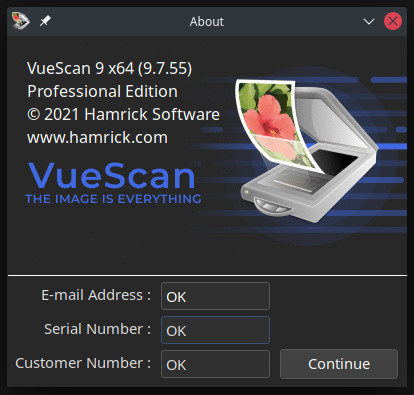 About
VueScan 9 x64 (9.7.55)
Professional Edition
© 2021 Hamrick Software
www.hamrick.com
VueScan
THE IMAGE IS EVERYTHING
E-mail Address : OK
Serial Number : OK
Customer Number : OK
Continue